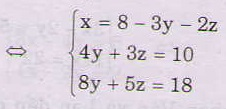 x = 8 − 3y − 2z
⇔ { 4y + 3z = 10
8y + 5z = 18